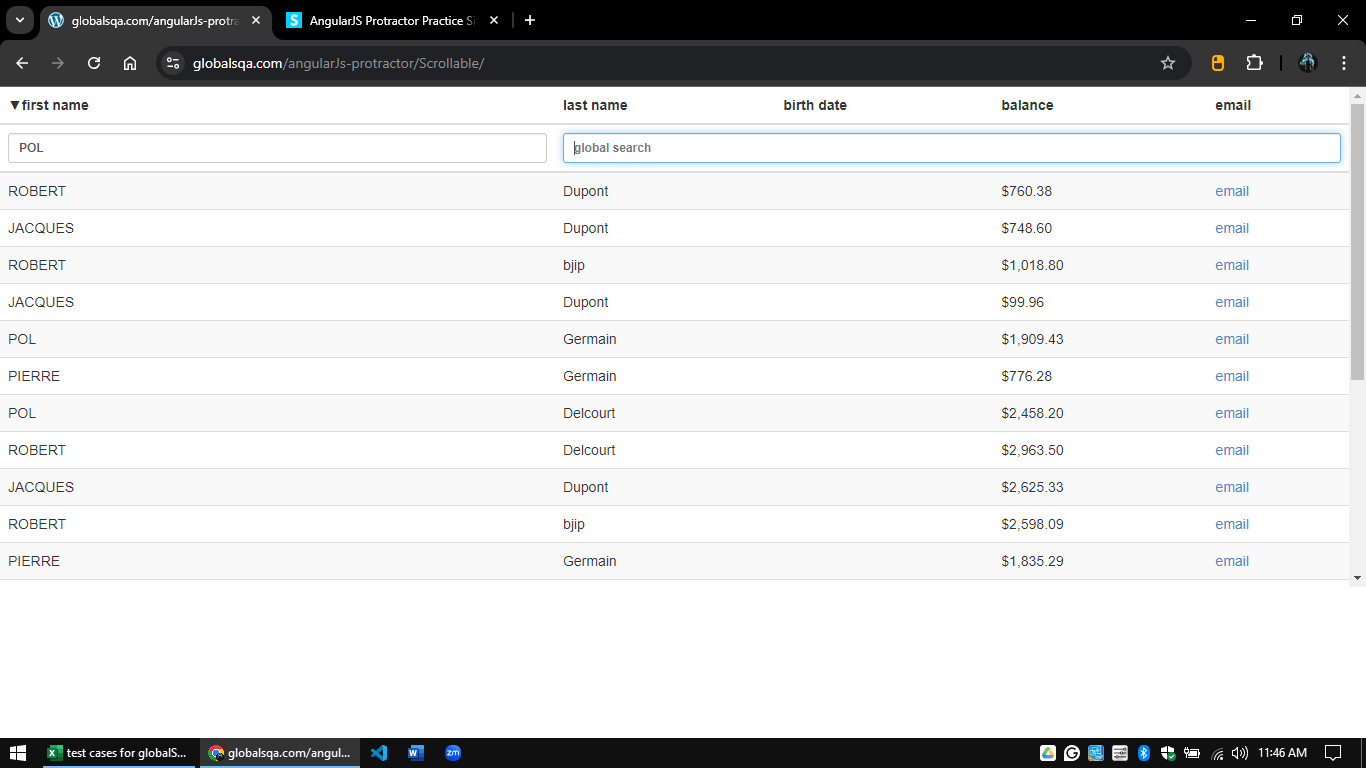 globalsqa.com/angularJs-protra
AngularJS Protractor Practice Si
globalsqa.com/angularJs-protractor/Scrollable/
▼first name last name birth date balance email
POL global search
ROBERT Dupont $760.38 email
JACQUES Dupont $748.60 email
ROBERT bjip $1,018.80 email
JACQUES Dupont $99.96 email
POL Germain $1,909.43 email
PIERRE Germain $776.28 email
POL Delcourt $2,458.20 email
ROBERT Delcourt $2,963.50 email
JACQUES Dupont $2,625.33 email
ROBERT bjip $2,598.09 email
PIERRE Germain $1,835.29 email
test cases for globalS... globalsqa.com/angul... zm 11:46 AM